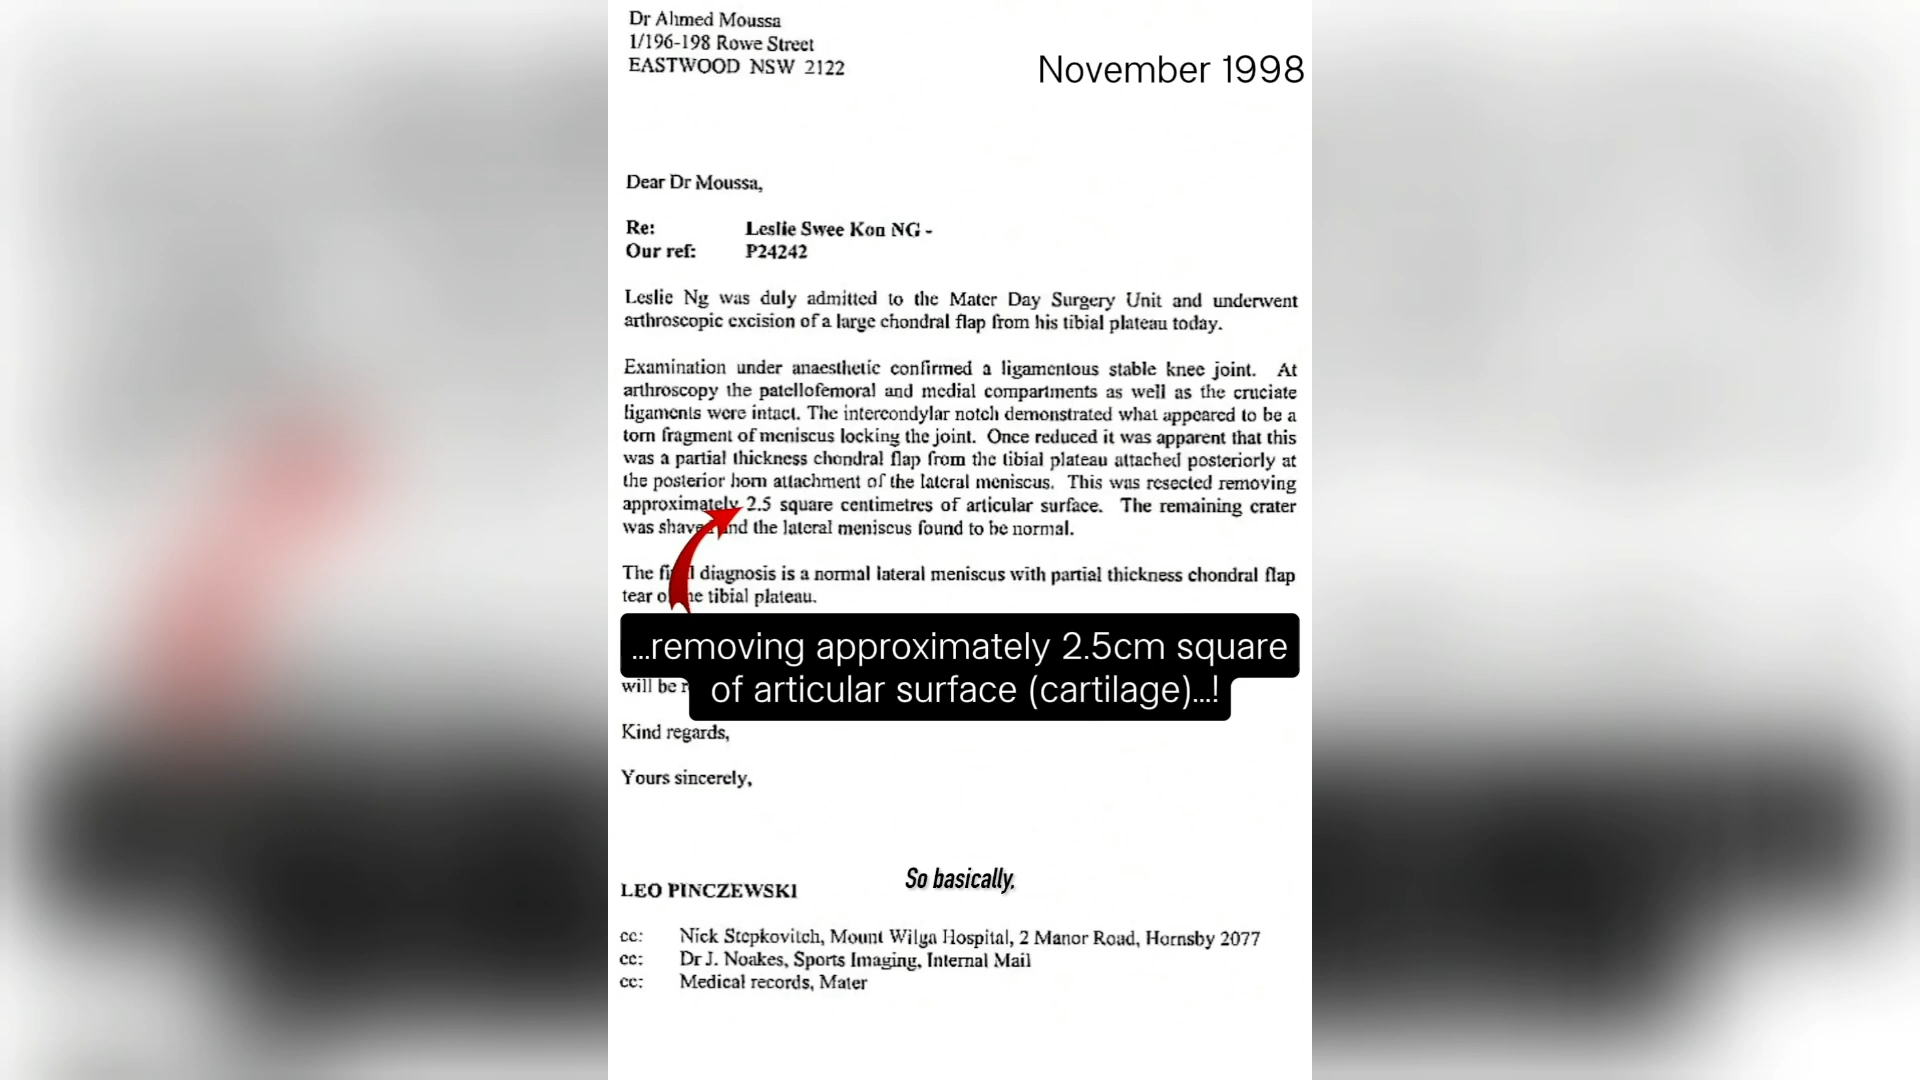 Dr Ahmed Moussa
1/196-198 Rowe Street
EASTWOOD NSW 2122
November 1998
Dear Dr Moussa,
Re: Leslie Swee Kon NG -
Our ref: P24242
Leslie Ng was duly admitted to the Mater Day Surgery Unit and underwent
arthroscopic excision of a large chondral flap from his tibial plateau today.
Examination under anaesthetic confirmed a ligamentous stable knee joint. At
arthroscopy the patellofemoral and medial compartments as well as the cruciate
ligaments were intact. The intercondylar notch demonstrated what appeared to be a
torn fragment of meniscus locking the joint. Once reduced it was apparent that this
was a partial thickness chondral flap from the tibial plateau attached posteriorly at
the posterior horn attachment of the lateral meniscus. This was resected removing
approximately 2.5 square centimetres of articular surface. The remaining crater
was and the lateral meniscus found to be normal.
The diagnosis is a normal lateral meniscus with partial thickness chondral flap
tear tibial plateau.
...removing approximately 2.5cm square
of articular surface (cartilage)...!
will be
Kind regards,
Yours sincerely,
So basically,
LEO PINCZEWSKI
cc: Nick Stepkovitch, Mount Wilga Hospital, 2 Manor Road, Hornsby 2077
cc: Dr J. Noakes, Sports Imaging, Internal Mail
cc: Medical records, Mater